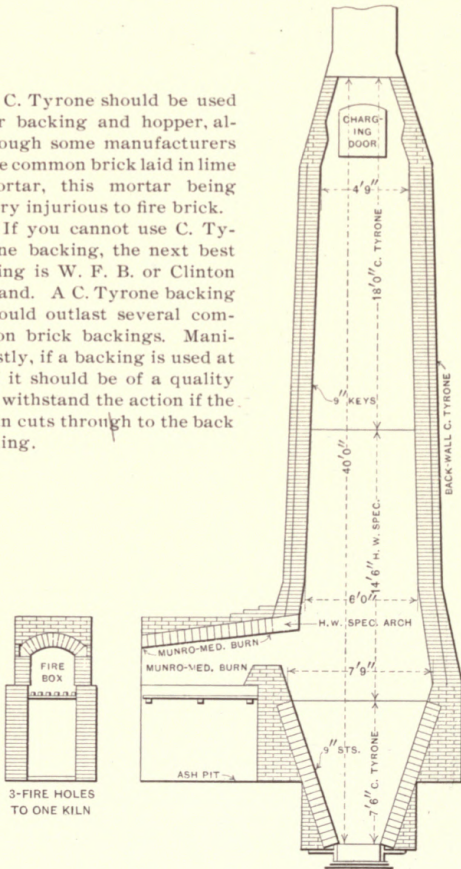 C. Tyrone should be used
r backing and hopper, al-
ough some manufacturers
e common brick laid in lime
ortar, this mortar being
ry injurious to fire brick.
If you cannot use C. Ty-
ne backing, the next best
ing is W. F. B. or Clinton
and. A C. Tyrone backing
ould outlast several com-
on brick backings. Mani-
stly, if a backing is used at
it should be of a quality
withstand the action if the
n cuts through to the back
ing.
CHARG-
ING
DOOR
4'9"
18'0" C. TYRONE
9" KEYS
BACK-WALL C. TYRONE
40'0"
14'6" H.W. SPEC.
6'0"
H.W. SPEC. ARCH
MUNRO-MED. BURN
MUNRO-MED. BURN
7'9"
FIRE
BOX
9" STS.
7'6" C. TYRONE
ASH PIT
3-FIRE HOLES
TO ONE KILN